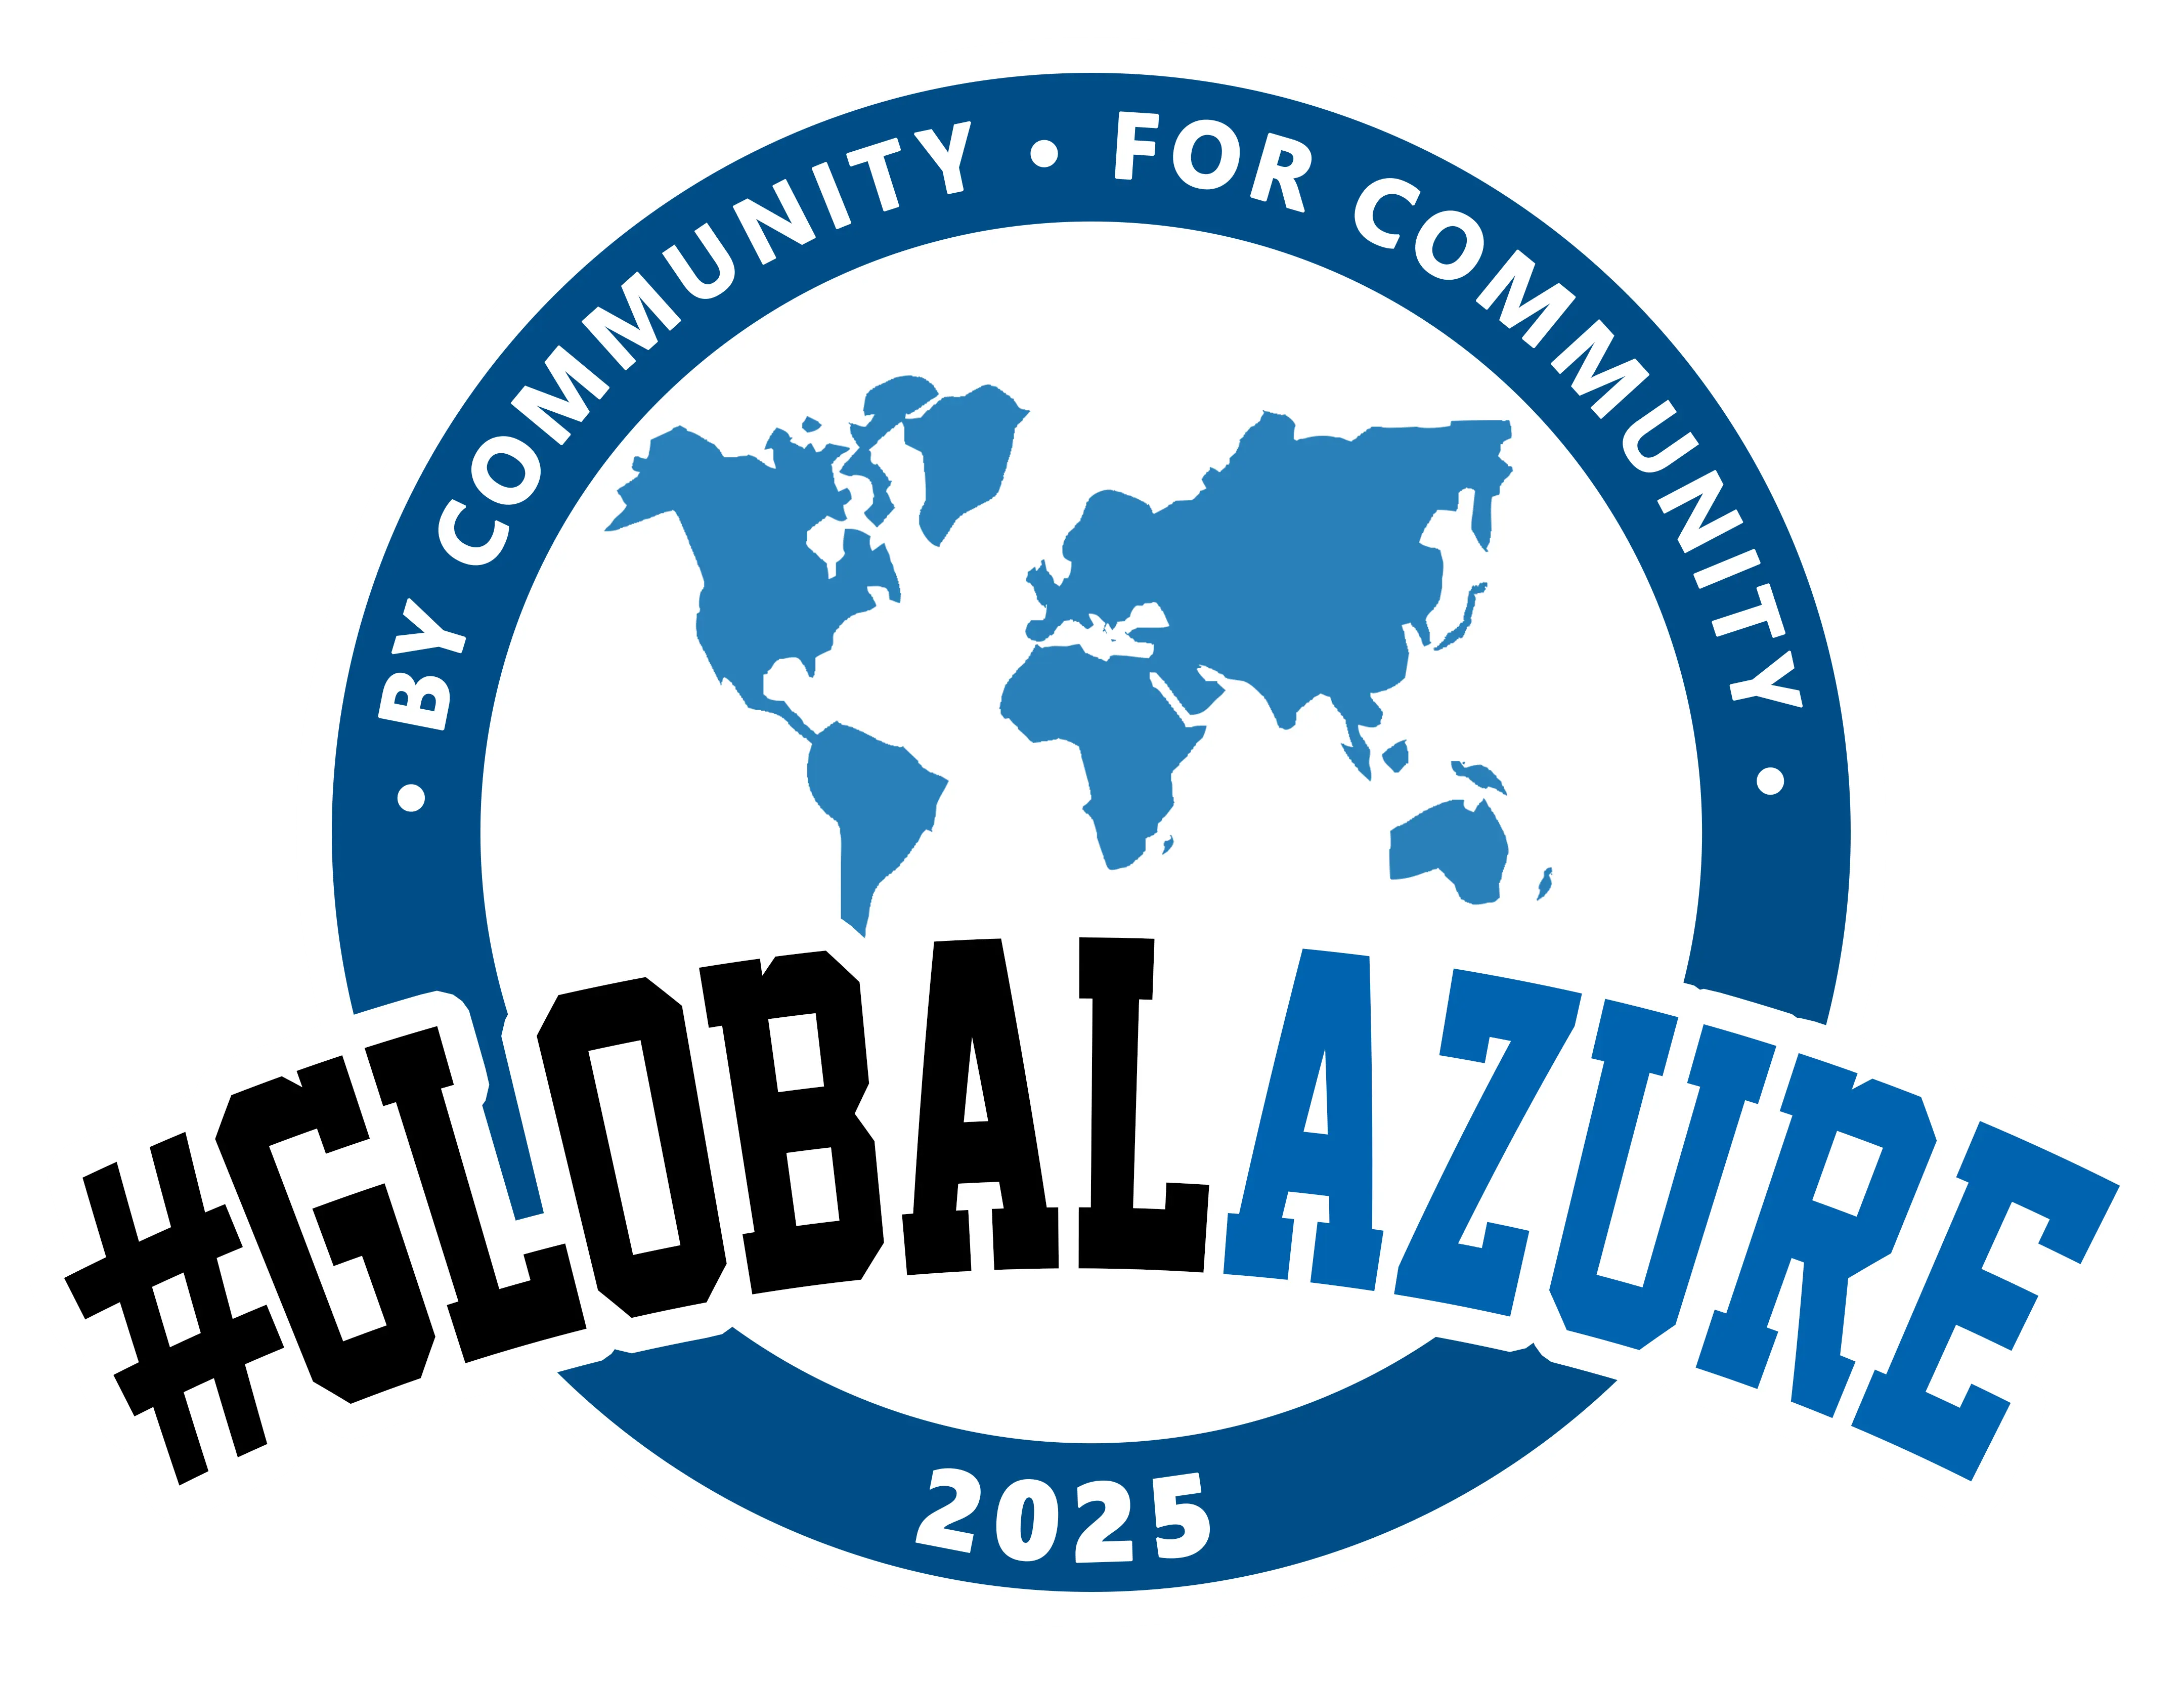 • BY COMMUNITY • FOR COMMUNITY •
#GLOBALAZURE
2025